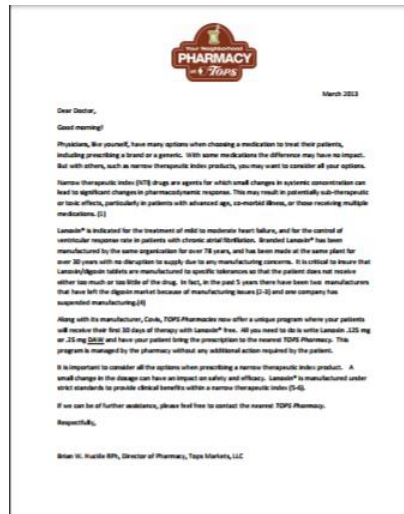 Your Neighborhood
PHARMACY
at TOPS
March 2013
Dear Doctor,
Good morning!
Physicians, like yourself, have many options when choosing a medication to treat their patients,
including prescribing a brand or a generic. With some medications the difference may have no impact.
But with others, such as narrow therapeutic index products, you may want to consider all your options.
Narrow therapeutic index (NTI) drugs are agents for which small changes in systemic concentration can
lead to significant changes in pharmacodynamic response. This may result in potentially sub-therapeutic
or toxic effects, particularly in patients with advanced age, co-morbid illness, or those receiving multiple
medications. (1)
Lanoxin® is indicated for the treatment of mild to moderate heart failure, and for the control of
ventricular response rate in patients with chronic atrial fibrillation. Branded Lanoxin® has been
manufactured by the same organization for over 78 years, and has been made at the same plant for
over 30 years with no disruption to supply due to any manufacturing concerns. It is critical to insure that
Lanoxin/digoxin tablets are manufactured to specific tolerances so that the patient does not receive
either too much or too little of the drug. In fact, in the past 5 years there have been two manufacturers
that have left the digoxin market because of manufacturing issues (2-3) and one company has
suspended manufacturing.(4)
Along with its manufacturer, Covis, TOPS Pharmacies now offer a unique program where your patients
will receive their first 30 days of therapy with Lanoxin® free. All you need to do is write Lanoxin .125 mg
or .25 mg DAW and have your patient bring the prescription to the nearest TOPS Pharmacy. This
program is managed by the pharmacy without any additional action required by the patient.
It is important to consider all the options when prescribing a narrow therapeutic index product. A
small change in the dosage can have an impact on safety and efficacy. Lanoxin® is manufactured under
strict standards to provide clinical benefits within a narrow therapeutic index (5-6).
If we can be of further assistance, please feel free to contact the nearest TOPS Pharmacy.
Respectfully,
Brian W. RPh, Director of Pharmacy, Tops Markets, LLC